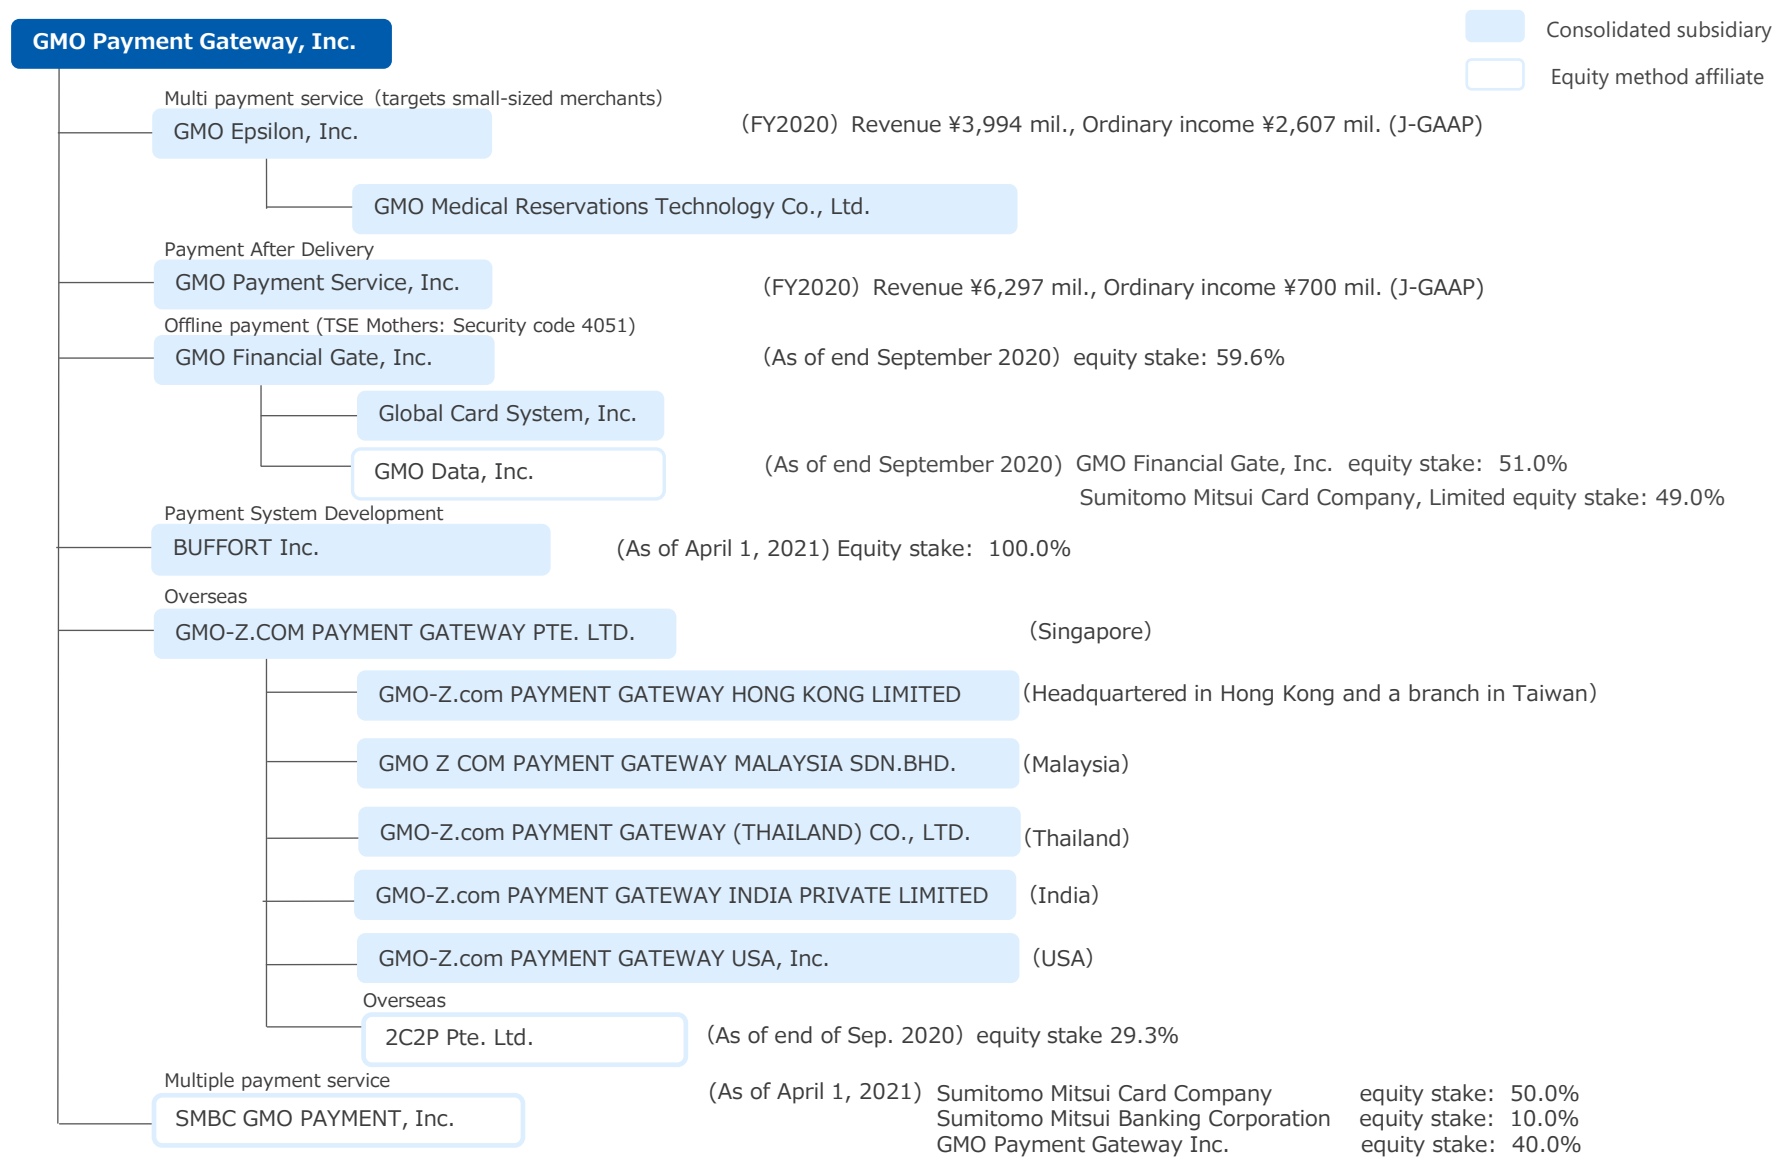 GMO Payment Gateway, Inc.
Consolidated subsidiary
Equity method affiliate
Multi payment service（targets small-sized merchants）
GMO Epsilon, Inc.
（FY2020）Revenue ¥3,994 mil., Ordinary income ¥2,607 mil. (J-GAAP)
GMO Medical Reservations Technology Co., Ltd.
Payment After Delivery
GMO Payment Service, Inc.
（FY2020）Revenue ¥6,297 mil., Ordinary income ¥700 mil. (J-GAAP)
Offline payment (TSE Mothers: Security code 4051)
GMO Financial Gate, Inc.
（As of end September 2020）equity stake: 59.6%
Global Card System, Inc.
GMO Data, Inc.
(As of end September 2020) GMO Financial Gate, Inc. equity stake: 51.0%
Sumitomo Mitsui Card Company, Limited equity stake: 49.0%
Payment System Development
BUFFORT Inc.
(As of April 1, 2021) Equity stake: 100.0%
Overseas
GMO-Z.COM PAYMENT GATEWAY PTE. LTD.
（Singapore）
GMO-Z.com PAYMENT GATEWAY HONG KONG LIMITED
（Headquartered in Hong Kong and a branch in Taiwan）
GMO Z COM PAYMENT GATEWAY MALAYSIA SDN.BHD.
（Malaysia）
GMO-Z.com PAYMENT GATEWAY (THAILAND) CO., LTD.
（Thailand）
GMO-Z.com PAYMENT GATEWAY INDIA PRIVATE LIMITED
（India）
GMO-Z.com PAYMENT GATEWAY USA, Inc.
（USA）
Overseas
2C2P Pte. Ltd.
（As of end of Sep. 2020）equity stake 29.3%
Multiple payment service
SMBC GMO PAYMENT, Inc.
（As of April 1, 2021）Sumitomo Mitsui Card Company equity stake: 50.0%
Sumitomo Mitsui Banking Corporation equity stake: 10.0%
GMO Payment Gateway Inc. equity stake: 40.0%